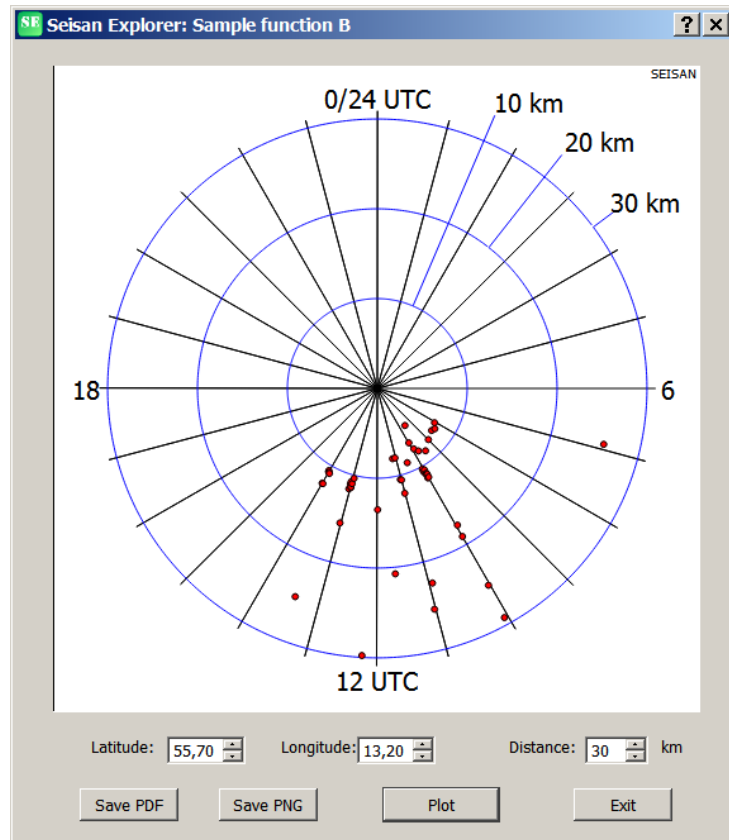 SE Seisan Explorer: Sample function B ? ×
SEISAN
0/24 UTC
10 km
20 km
30 km
18
6
12 UTC
Latitude: 55,70 Longitude: 13,20 Distance: 30 km
Save PDF Save PNG Plot Exit